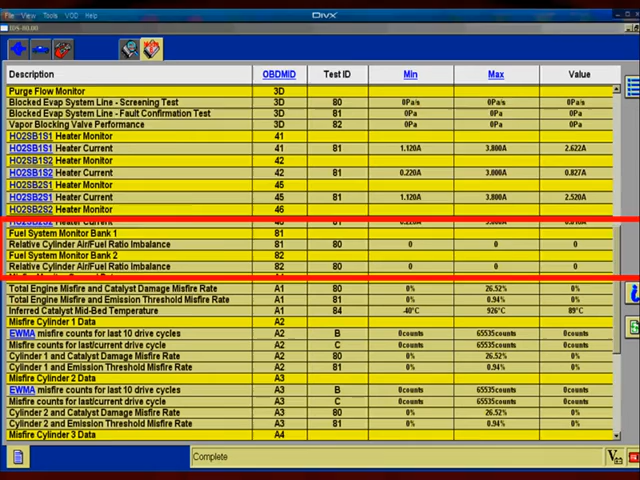 File View Tools VOD Help DivX
IDS-80.00
Description OBDMID Test ID Min Max Value
Purge Flow Monitor 3D
Blocked Evap System Line - Screening Test 3D 80 0Pa/s 0Pa/s 0Pa/s
Blocked Evap System Line - Fault Confirmation Test 3D 81 0Pa 0Pa 0Pa
Vapor Blocking Valve Performance 3D 82 0Pa 0Pa 0Pa
HO2SB1S1 Heater Monitor 41
HO2SB1S1 Heater Current 41 81 1.120A 3.800A 2.622A
HO2SB1S2 Heater Monitor 42
HO2SB1S2 Heater Current 42 81 0.220A 3.800A 0.827A
HO2SB2S1 Heater Monitor 45
HO2SB2S1 Heater Current 45 81 1.120A 3.800A 2.520A
HO2SB2S2 Heater Monitor 46
HO2SB2S2 Heater Current 81 0.220A 3.800A
Fuel System Monitor Bank 1 81
Relative Cylinder Air/Fuel Ratio Imbalance 81 80 0 0 0
Fuel System Monitor Bank 2 82
Relative Cylinder Air/Fuel Ratio Imbalance 82 80 0 0 0
Total Engine Misfire and Catalyst Damage Misfire Rate A1 80 0% 26.52% 0%
Total Engine Misfire and Emission Threshold Misfire Rate A1 81 0% 0.94% 0%
Inferred Catalyst Mid-Bed Temperature A1 84 -40°C 926°C 89°C
Misfire Cylinder 1 Data A2
EWMA misfire counts for last 10 drive cycles A2 B 0counts 65535counts 0counts
Misfire counts for last/current drive cycle A2 C 0counts 65535counts 0counts
Cylinder 1 and Catalyst Damage Misfire Rate A2 80 0% 26.52% 0%
Cylinder 1 and Emission Threshold Misfire Rate A2 81 0% 0.94% 0%
Misfire Cylinder 2 Data A3
EWMA misfire counts for last 10 drive cycles A3 B 0counts 65535counts 0counts
Misfire counts for last/current drive cycle A3 C 0counts 65535counts 0counts
Cylinder 2 and Catalyst Damage Misfire Rate A3 80 0% 26.52% 0%
Cylinder 2 and Emission Threshold Misfire Rate A3 81 0% 0.94% 0%
Misfire Cylinder 3 Data A4
Complete